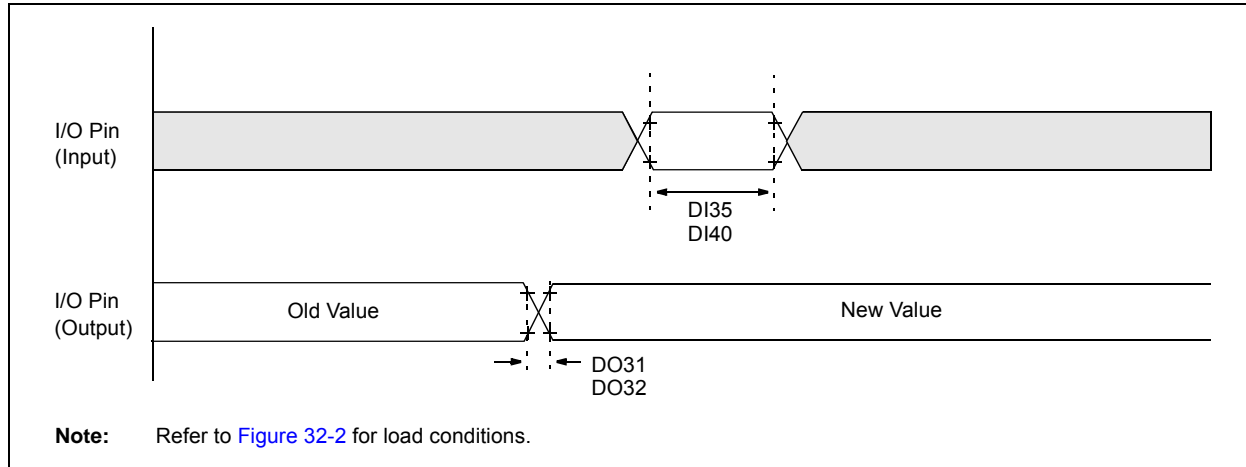 I/O Pin
(Input)
DI35
DI40
I/O Pin
(Output)
Old Value
New Value
DO31
DO32
Note: Refer to Figure 32-2 for load conditions.